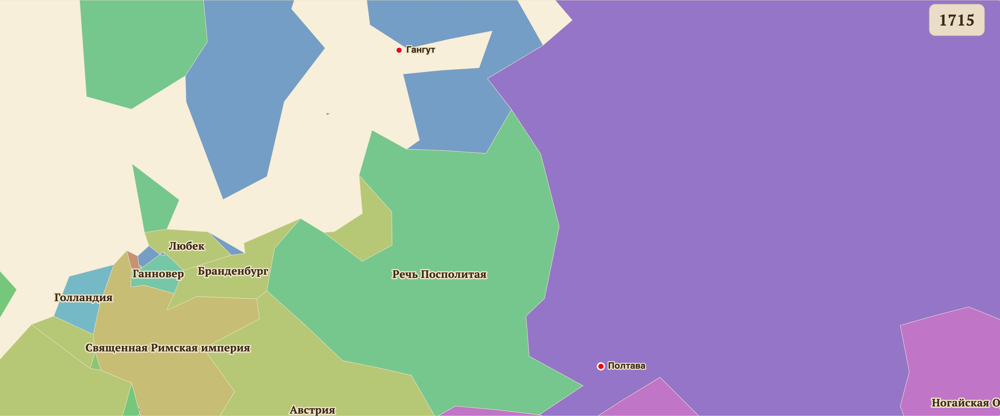 1715
Гангут
Любек
Бранденбург
Ганновер
Речь Посполитая
Голландия
Священная Римская империя
Полтава
Ногайская О
Австрия